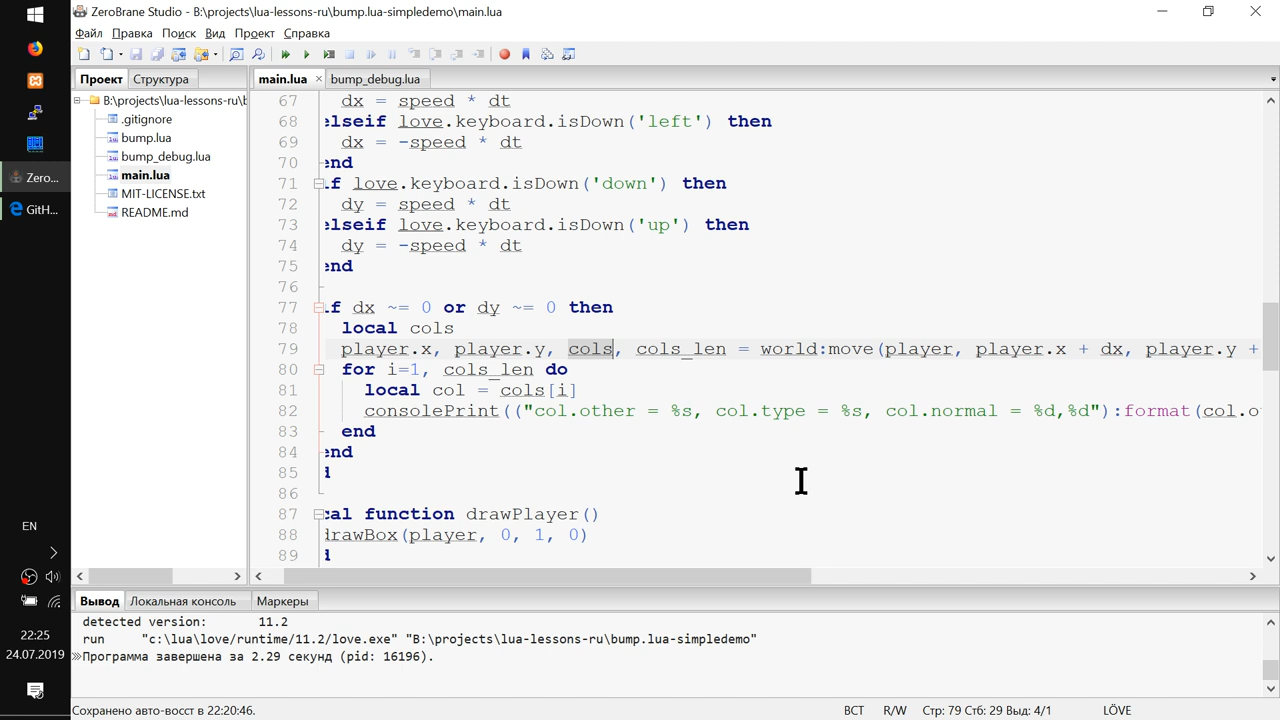 ZeroBrane Studio - B:\projects\lua-lessons-ru\bump.lua-simpledemo\main.lua
Файл Правка Поиск Вид Проект Справка
Проект Структура
main.lua
bump_debug.lua
B:\projects\lua-lessons-ru\b
.gitignore
bump.lua
bump_debug.lua
main.lua
MIT-LICENSE.txt
README.md
67 dx = speed * dt
68 elseif love.keyboard.isDown('left') then
69 dx = -speed * dt
70 end
71 if love.keyboard.isDown('down') then
72 dy = speed * dt
73 elseif love.keyboard.isDown('up') then
74 dy = -speed * dt
75 end
76
77 if dx ~= 0 or dy ~= 0 then
78 local cols
79 player.x, player.y, cols, cols_len = world:move(player, player.x + dx, player.y +
80 for i=1, cols_len do
81 local col = cols[i]
82 consolePrint(("col.other = %s, col.type = %s, col.normal = %d,%d"):format(col.o
83 end
84 end
85 d
86
87 cal function drawPlayer()
88 drawBox(player, 0, 1, 0)
89 d
Zero...
GitH...
EN
22:25
24.07.2019
Вывод Локальная консоль Маркеры
detected version: 11.2
run "c:\lua\love/runtime/11.2/love.exe" "B:\projects\lua-lessons-ru\bump.lua-simpledemo"
Программа завершена за 2.29 секунд (pid: 16196).
Сохранено авто-восст в 22:20:46.
ВСТ R/W Стр: 79 Стб: 29 Выд: 4/1 LÖVE